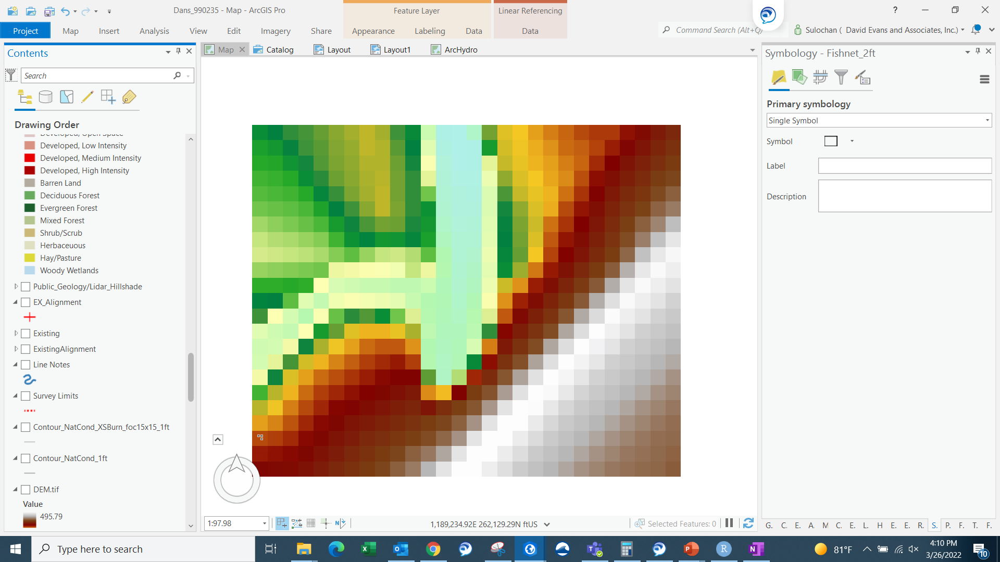 Dans_990235 - Map - ArcGIS Pro
Feature Layer
Linear Referencing
?
Project
Map
Insert
Analysis
View
Edit
Imagery
Share
Appearance
Labeling
Data
Data
Command Search (Alt+Q)
Sulochan ( David Evans and Associates, Inc.)
Contents
Search
Drawing Order
Developed, Open Space
Developed, Low Intensity
Developed, Medium Intensity
Developed, High Intensity
Barren Land
Deciduous Forest
Evergreen Forest
Mixed Forest
Shrub/Scrub
Herbaceuous
Hay/Pasture
Woody Wetlands
Public_Geology/Lidar_Hillshade
EX_Alignment
Existing
ExistingAlignment
Line Notes
Survey Limits
Contour_NatCond_XSBurn_foc15x15_1ft
Contour_NatCond_1ft
DEM.tif
Value
495.79
Map
Catalog
Layout
Layout1
ArcHydro
1:97.98
1,189,234.92E 262,129.29N ftUS
Selected Features: 0
Symbology - Fishnet_2ft
Primary symbology
Single Symbol
Symbol
Label
Description
G. C. E. A. M C. E. L. H E. E. R. S. P. F. T. F.
Type here to search
81°F
4:10 PM
3/26/2022
10